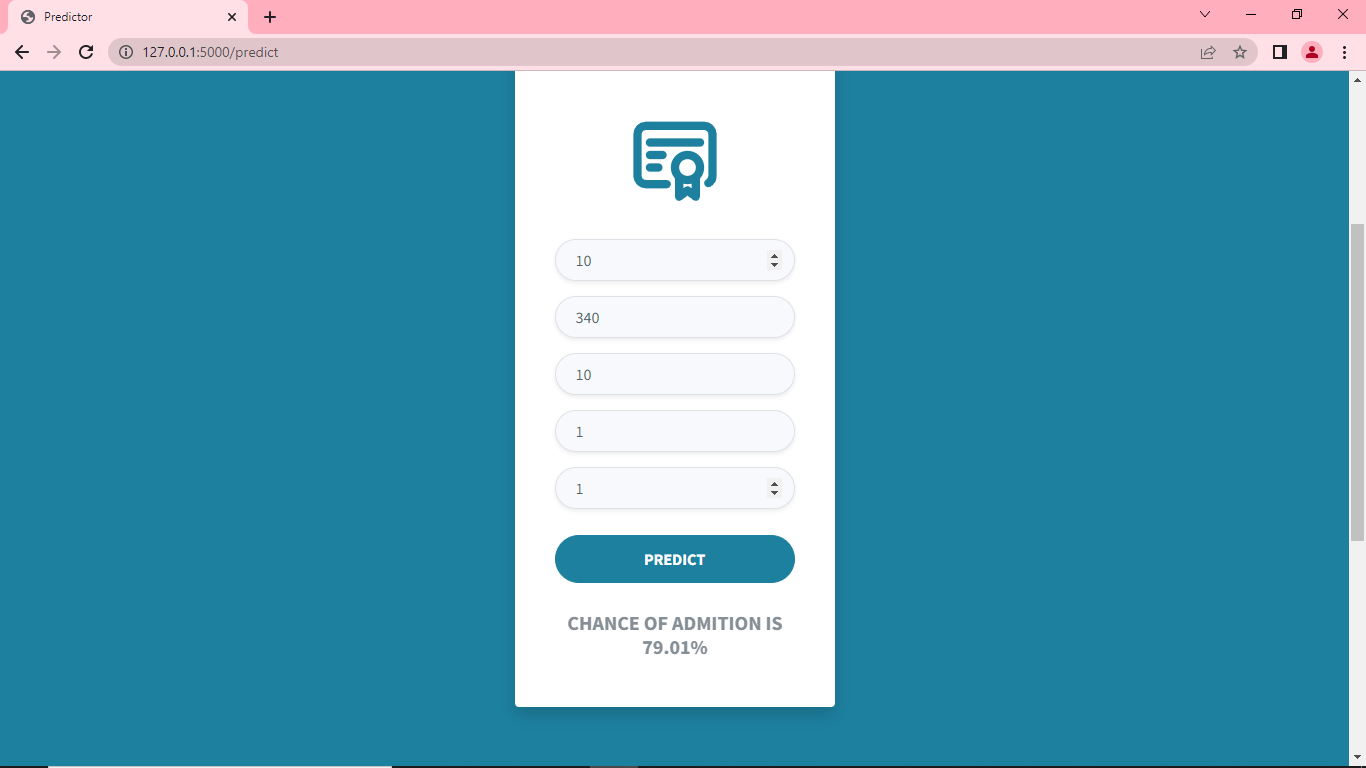 Predictor
127.0.0.1:5000/predict
10
340
10
1
1
PREDICT
CHANCE OF ADMITION IS
79.01%